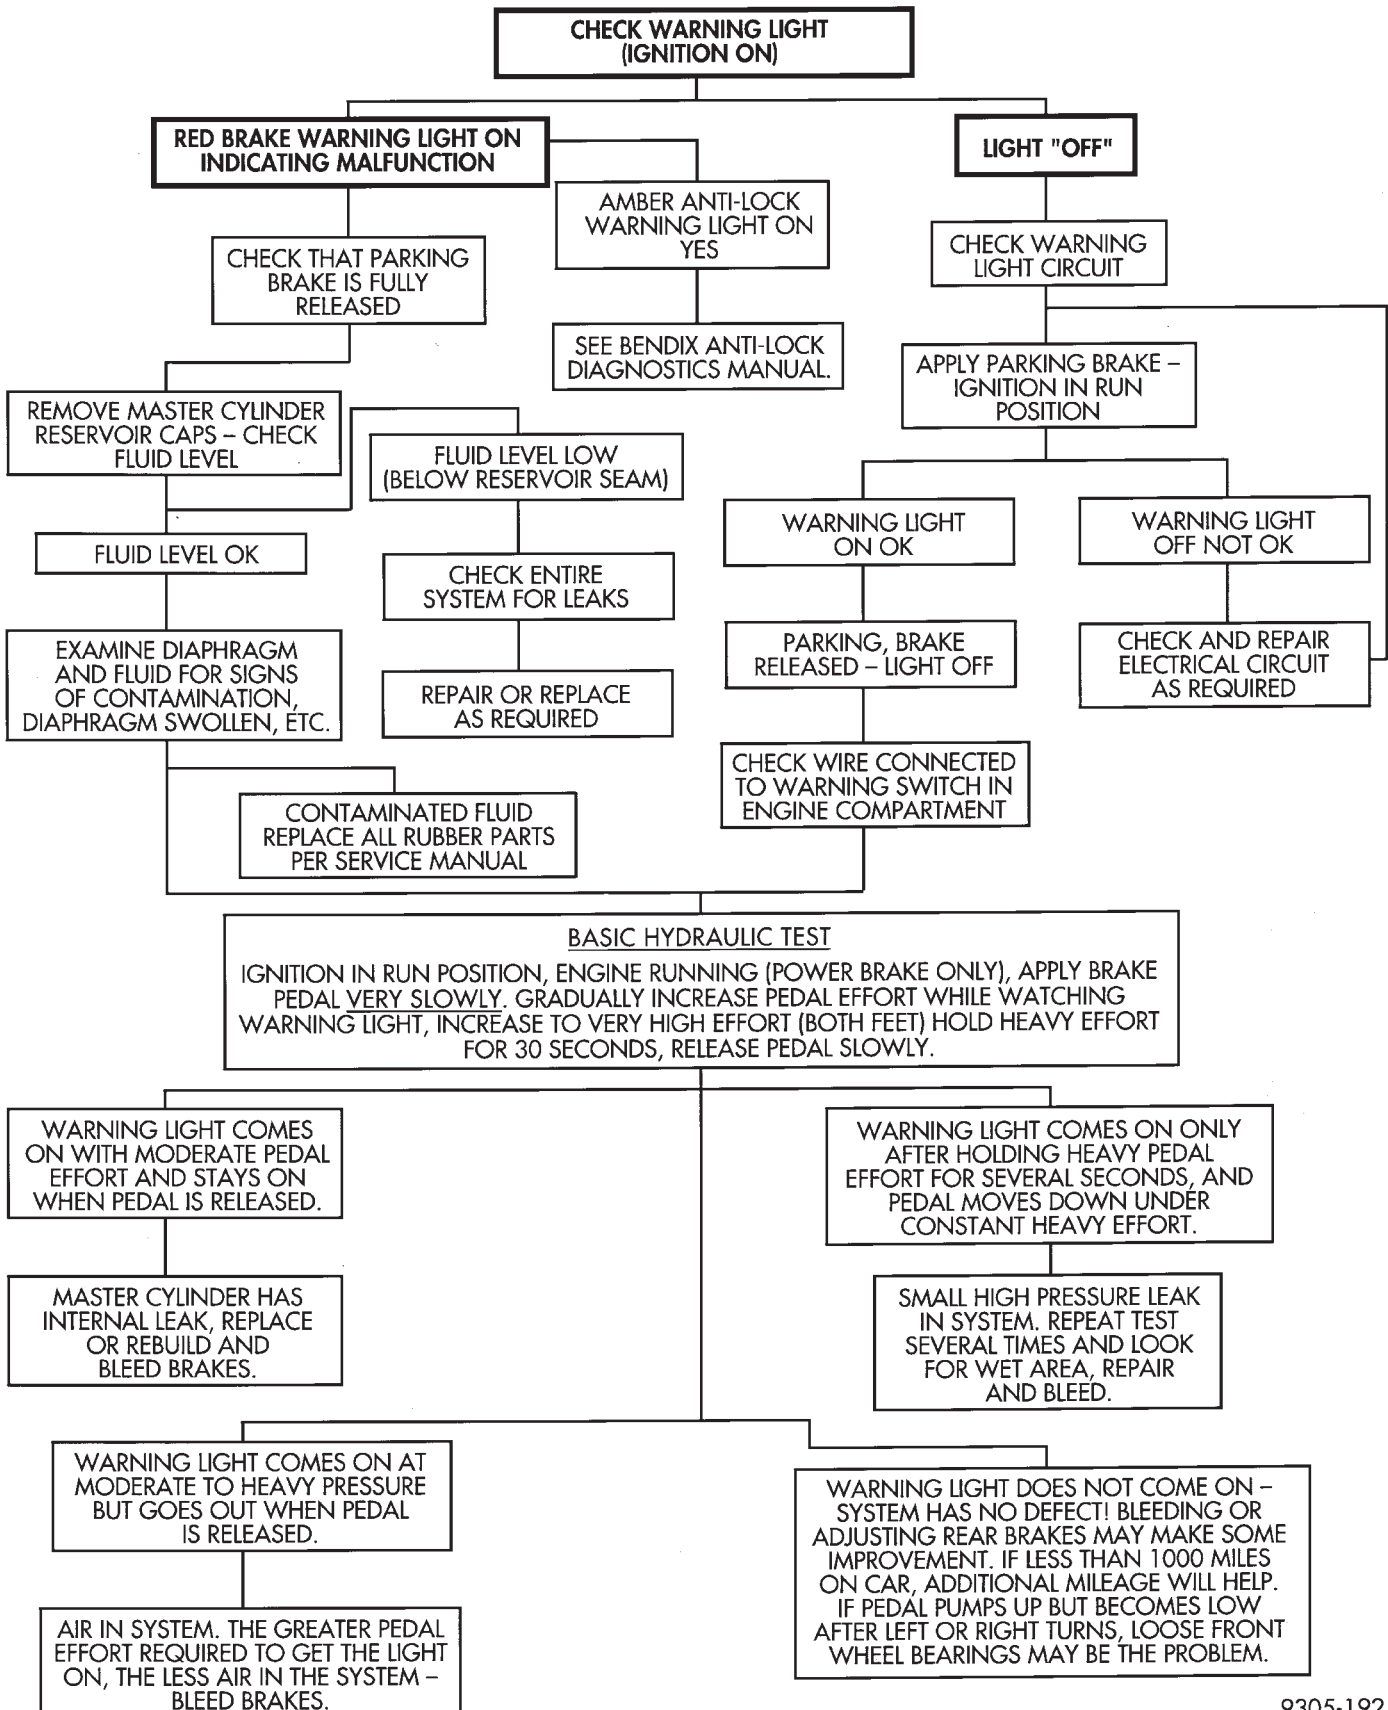 CHECK WARNING LIGHT
(IGNITION ON)
RED BRAKE WARNING LIGHT ON
INDICATING MALFUNCTION
LIGHT "OFF"
AMBER ANTI-LOCK
WARNING LIGHT ON
YES
CHECK THAT PARKING
BRAKE IS FULLY
RELEASED
CHECK WARNING
LIGHT CIRCUIT
SEE BENDIX ANTI-LOCK
DIAGNOSTICS MANUAL.
APPLY PARKING BRAKE –
IGNITION IN RUN
POSITION
REMOVE MASTER CYLINDER
RESERVOIR CAPS – CHECK
FLUID LEVEL
FLUID LEVEL LOW
(BELOW RESERVOIR SEAM)
WARNING LIGHT
ON OK
WARNING LIGHT
OFF NOT OK
FLUID LEVEL OK
CHECK ENTIRE
SYSTEM FOR LEAKS
PARKING, BRAKE
RELEASED – LIGHT OFF
CHECK AND REPAIR
ELECTRICAL CIRCUIT
AS REQUIRED
EXAMINE DIAPHRAGM
AND FLUID FOR SIGNS
OF CONTAMINATION,
DIAPHRAGM SWOLLEN, ETC.
REPAIR OR REPLACE
AS REQUIRED
CHECK WIRE CONNECTED
TO WARNING SWITCH IN
ENGINE COMPARTMENT
CONTAMINATED FLUID
REPLACE ALL RUBBER PARTS
PER SERVICE MANUAL
BASIC HYDRAULIC TEST
IGNITION IN RUN POSITION, ENGINE RUNNING (POWER BRAKE ONLY), APPLY BRAKE
PEDAL VERY SLOWLY. GRADUALLY INCREASE PEDAL EFFORT WHILE WATCHING
WARNING LIGHT, INCREASE TO VERY HIGH EFFORT (BOTH FEET) HOLD HEAVY EFFORT
FOR 30 SECONDS, RELEASE PEDAL SLOWLY.
WARNING LIGHT COMES
ON WITH MODERATE PEDAL
EFFORT AND STAYS ON
WHEN PEDAL IS RELEASED.
WARNING LIGHT COMES ON ONLY
AFTER HOLDING HEAVY PEDAL
EFFORT FOR SEVERAL SECONDS, AND
PEDAL MOVES DOWN UNDER
CONSTANT HEAVY EFFORT.
MASTER CYLINDER HAS
INTERNAL LEAK, REPLACE
OR REBUILD AND
BLEED BRAKES.
SMALL HIGH PRESSURE LEAK
IN SYSTEM. REPEAT TEST
SEVERAL TIMES AND LOOK
FOR WET AREA, REPAIR
AND BLEED.
WARNING LIGHT COMES ON AT
MODERATE TO HEAVY PRESSURE
BUT GOES OUT WHEN PEDAL
IS RELEASED.
WARNING LIGHT DOES NOT COME ON –
SYSTEM HAS NO DEFECT! BLEEDING OR
ADJUSTING REAR BRAKES MAY MAKE SOME
IMPROVEMENT. IF LESS THAN 1000 MILES
ON CAR, ADDITIONAL MILEAGE WILL HELP.
IF PEDAL PUMPS UP BUT BECOMES LOW
AFTER LEFT OR RIGHT TURNS, LOOSE FRONT
WHEEL BEARINGS MAY BE THE PROBLEM.
AIR IN SYSTEM. THE GREATER PEDAL
EFFORT REQUIRED TO GET THE LIGHT
ON, THE LESS AIR IN THE SYSTEM –
BLEED BRAKES.
9305-192